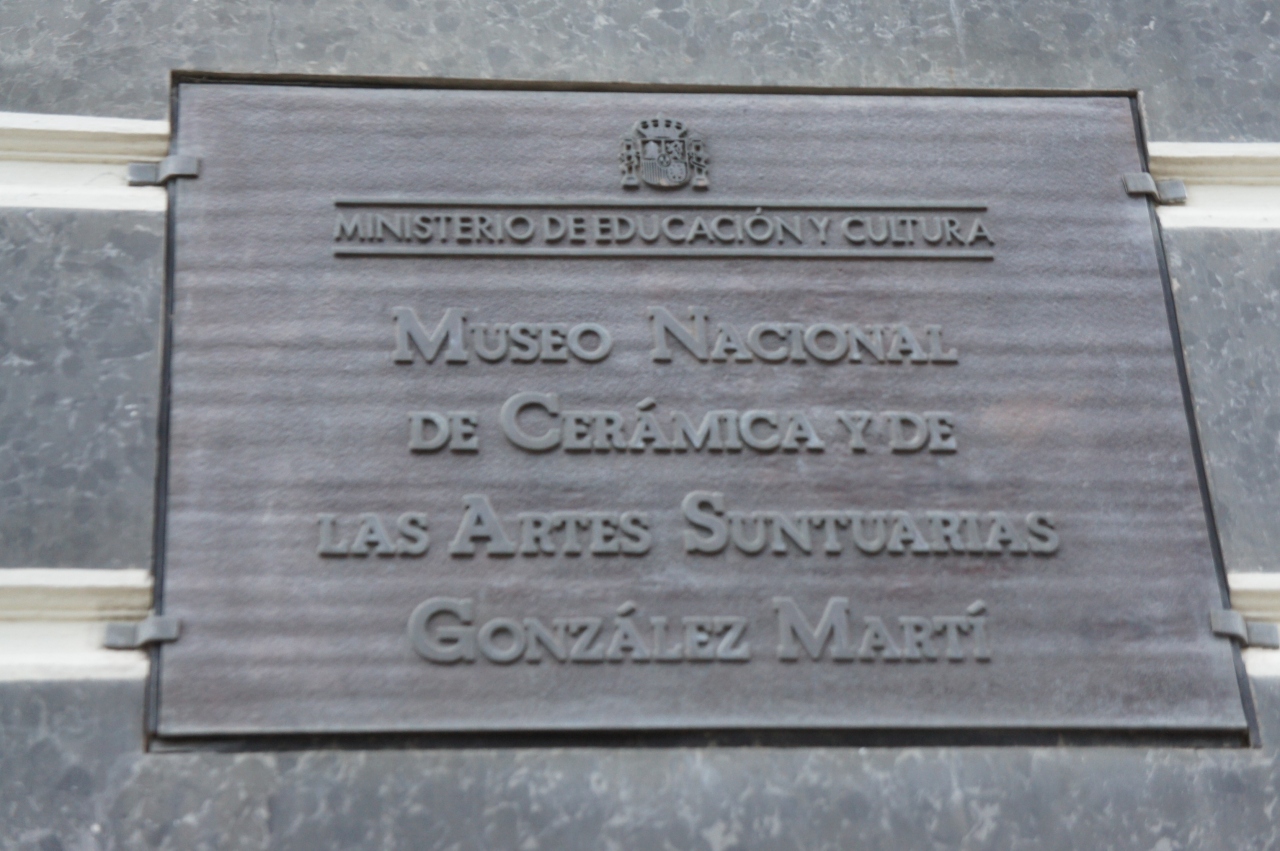 MINISTERIO DE EDUCACIÓN Y CULTURA
MUSEO NACIONAL
DE CERÁMICA Y DE
LAS ARTES SUNTUARIAS
GONZÁLEZ MARTÍ